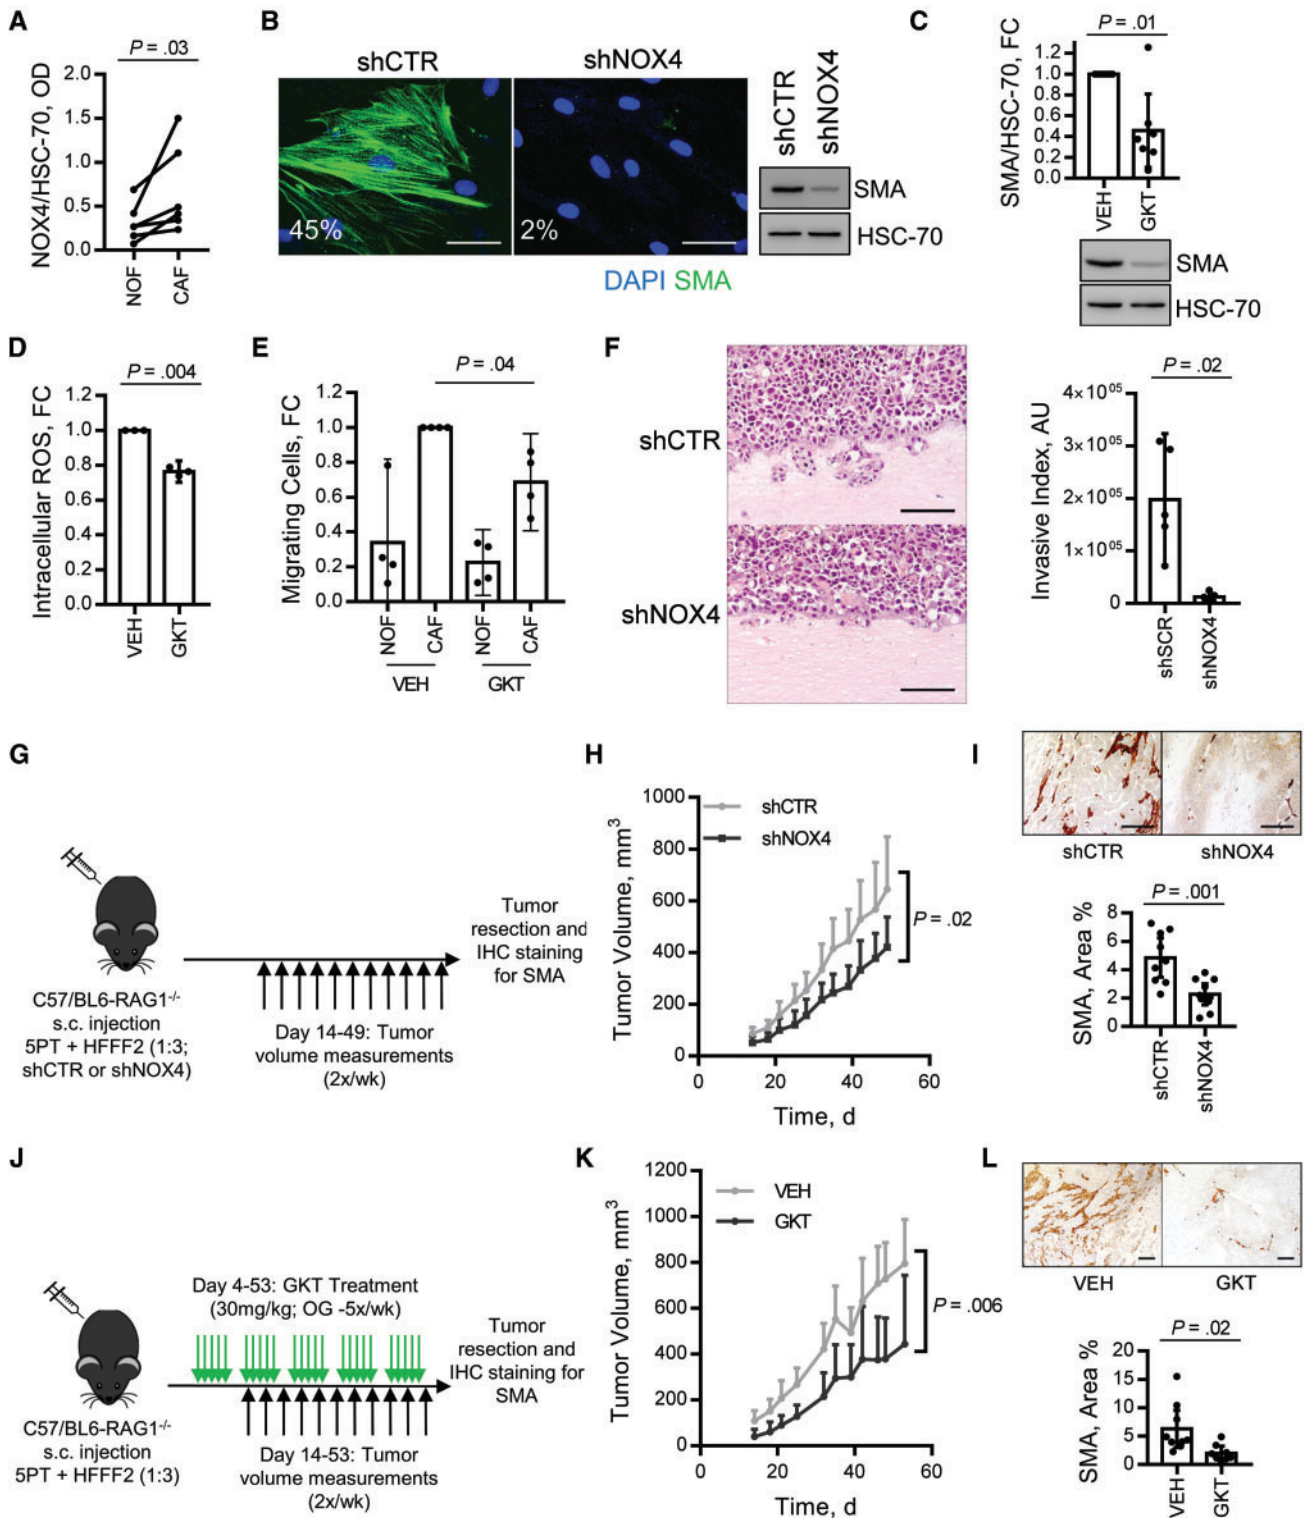 A
P = .03
NOX4/HSC-70, OD
2.0
1.5
1.0
0.5
0.0
NOF
CAF
B
shCTR
shNOX4
45%
2%
DAPI SMA
shCTR
shNOX4
SMA
HSC-70
C
P = .01
SMA/HSC-70, FC
1.2
1.0
0.8
0.6
0.4
0.2
0.0
VEH
GKT
SMA
HSC-70
D
P = .004
Intracellular ROS, FC
1.2
1.0
0.8
0.6
0.4
0.2
0.0
VEH
GKT
E
P = .04
Migrating Cells, FC
1.2
1.0
0.8
0.6
0.4
0.2
0.0
NOF
CAF
NOF
CAF
VEH
GKT
F
shCTR
shNOX4
P = .02
Invasive Index, AU
4×10⁰⁵
3×10⁰⁵
2×10⁰⁵
1×10⁰⁵
0
shSCR
shNOX4
G
C57/BL6-RAG1⁻/⁻
s.c. injection
5PT + HFFF2 (1:3;
shCTR or shNOX4)
Day 14-49: Tumor
volume measurements
(2x/wk)
Tumor
resection and
IHC staining
for SMA
H
Tumor Volume, mm³
1000
800
600
400
200
0
shCTR
shNOX4
P = .02
0
20
40
60
Time, d
I
shCTR
shNOX4
P = .001
SMA, Area %
8
6
4
2
0
shCTR
shNOX4
J
C57/BL6-RAG1⁻/⁻
s.c. injection
5PT + HFFF2 (1:3)
Day 4-53: GKT Treatment
(30mg/kg; OG -5x/wk)
Day 14-53: Tumor
volume measurements
(2x/wk)
Tumor
resection and
IHC staining for
SMA
K
Tumor Volume, mm³
1200
1000
800
600
400
200
0
VEH
GKT
P = .006
0
20
40
60
Time, d
L
VEH
GKT
P = .02
SMA, Area %
20
15
10
5
0
VEH
GKT